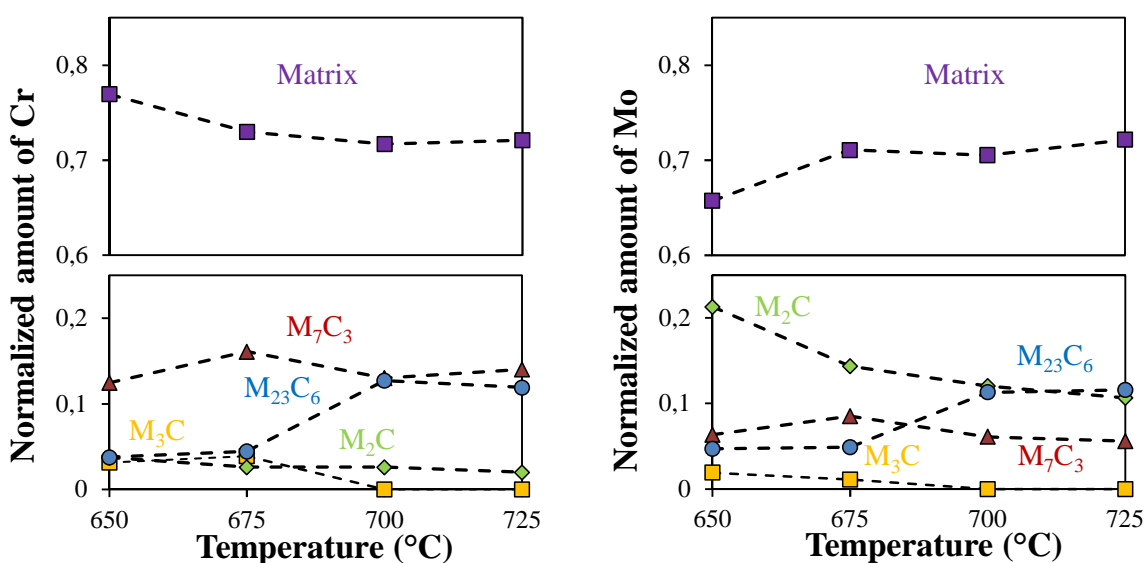 Normalized amount of Cr
0,8
0,7
0,6
Matrix
0,2
0,1
0
M₇C₃
M₂₃C₆
M₃C
M₂C
650
675
700
725
Temperature (°C)
Normalized amount of Mo
0,8
0,7
0,6
Matrix
0,2
0,1
0
M₂C
M₂₃C₆
M₃C
M₇C₃
650
675
700
725
Temperature (°C)